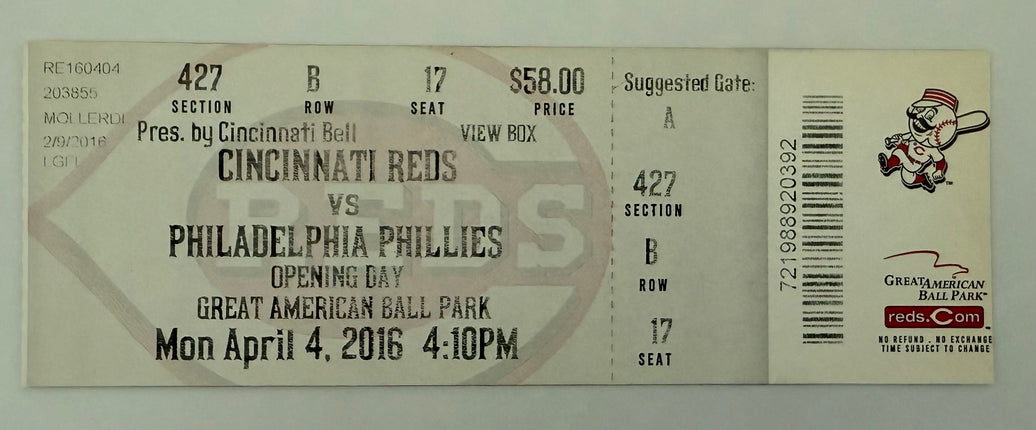 RE160404
203855
MOLLERDI
2/9/2016
427 B 17 $58.00
SECTION ROW SEAT PRICE
Pres. by Cincinnati Bell VIEW BOX
CINCINNATI REDS
VS
PHILADELPHIA PHILLIES
OPENING DAY
GREAT AMERICAN BALL PARK
Mon April 4, 2016 4:10PM
REDS
Suggested Gate:
A
427
SECTION
B
ROW
17
SEAT
721988920392
GREAT AMERICAN
BALL PARK™
reds.Com
NO REFUND . NO EXCHANGE
TIME SUBJECT TO CHANGE